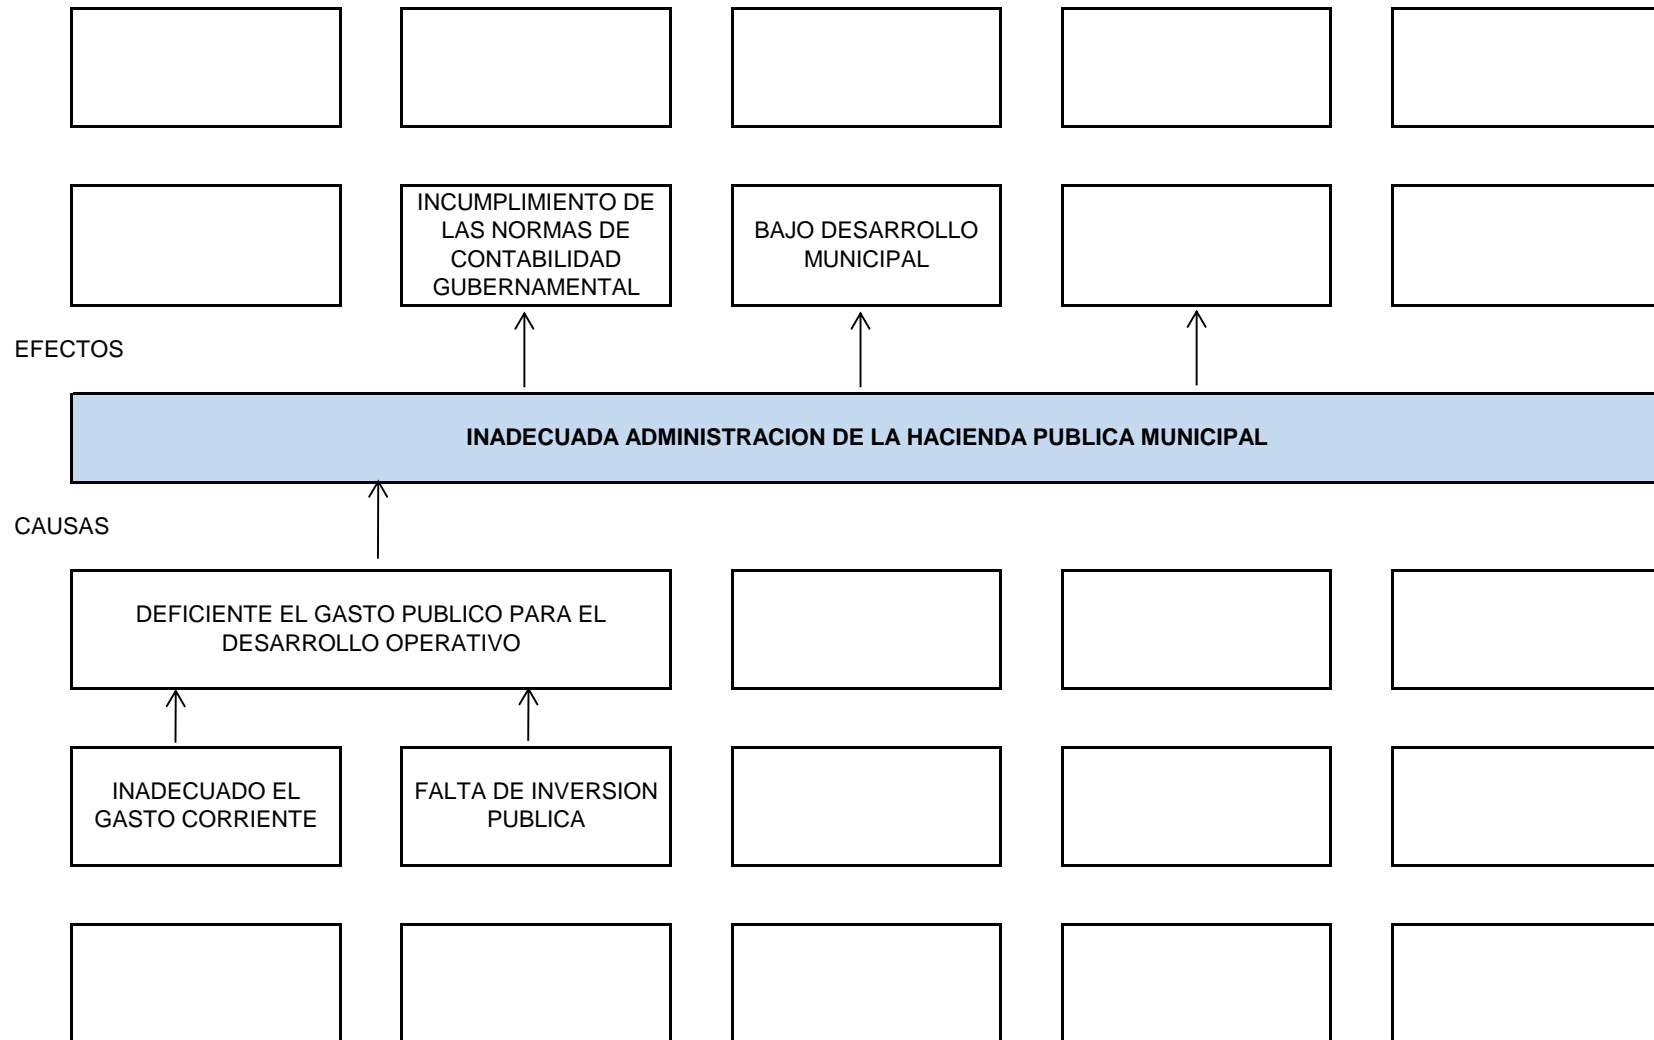 INCUMPLIMIENTO DE
LAS NORMAS DE
CONTABILIDAD
GUBERNAMENTAL
BAJO DESARROLLO
MUNICIPAL
EFECTOS
INADECUADA ADMINISTRACION DE LA HACIENDA PUBLICA MUNICIPAL
CAUSAS
DEFICIENTE EL GASTO PUBLICO PARA EL
DESARROLLO OPERATIVO
INADECUADO EL
GASTO CORRIENTE
FALTA DE INVERSION
PUBLICA